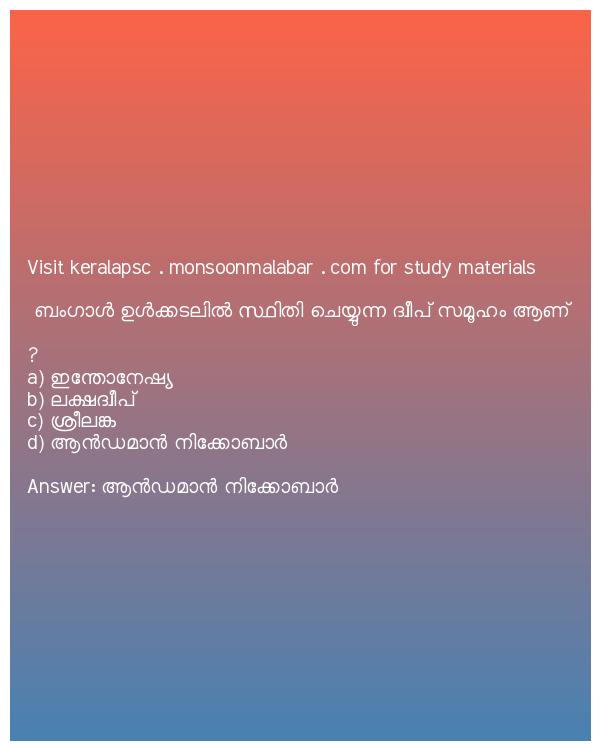 Visit keralapsc . monsoonmalabar . com for study materials
ബംഗാൾ ഉൾക്കടലിൽ സ്ഥിതി ചെയ്യുന്ന ദ്വീപ് സമൂഹം ആണ്
?
a) ഇന്തോനേഷ്യ
b) ലക്ഷദ്വീപ്
c) ശ്രീലങ്ക
d) ആൻഡമാൻ നിക്കോബാർ
Answer: ആൻഡമാൻ നിക്കോബാർ